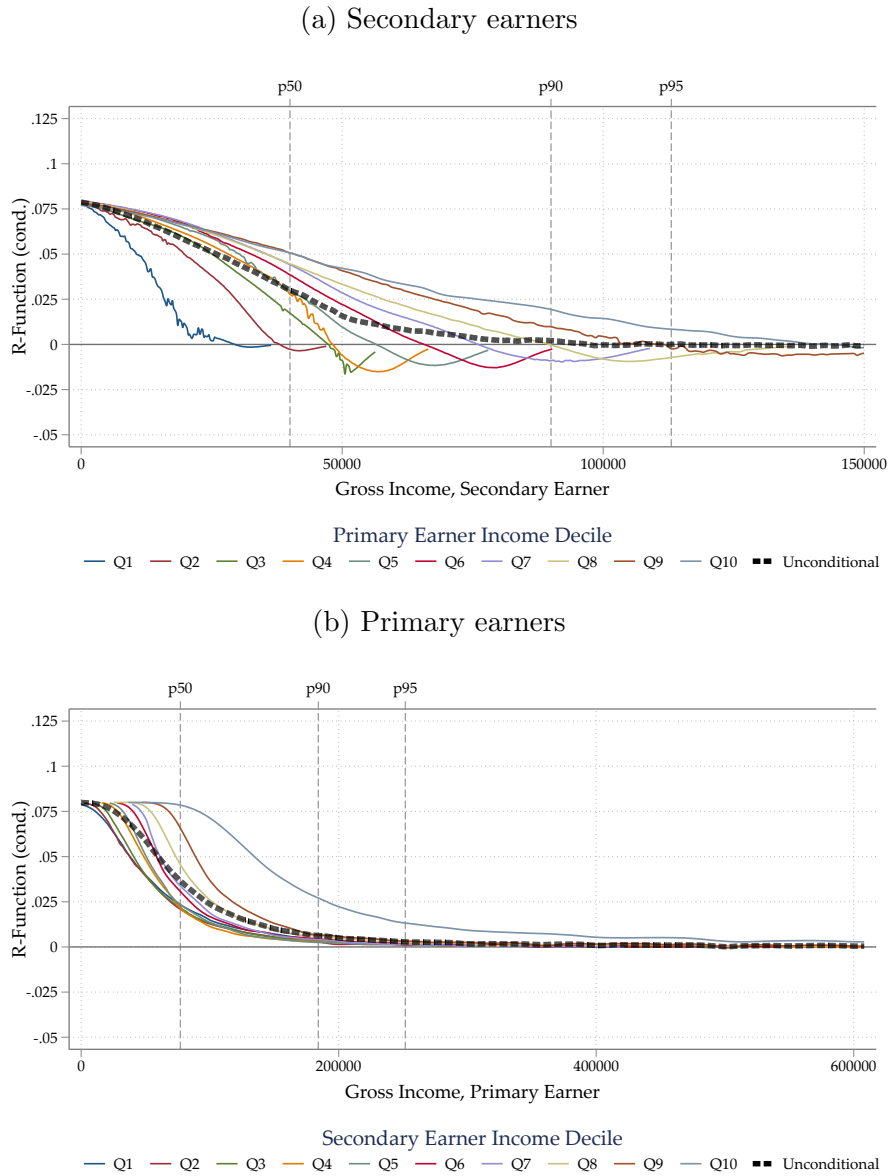 (a) Secondary earners
p50 p90 p95
.125
.1
.075
.05
.025
0
-.025
-.05
R-Function (cond.)
0 50000 100000 150000
Gross Income, Secondary Earner
Primary Earner Income Decile
Q1 Q2 Q3 Q4 Q5 Q6 Q7 Q8 Q9 Q10 Unconditional
(b) Primary earners
p50 p90 p95
.125
.1
.075
.05
.025
0
-.025
-.05
R-Function (cond.)
0 200000 400000 600000
Gross Income, Primary Earner
Secondary Earner Income Decile
Q1 Q2 Q3 Q4 Q5 Q6 Q7 Q8 Q9 Q10 Unconditional